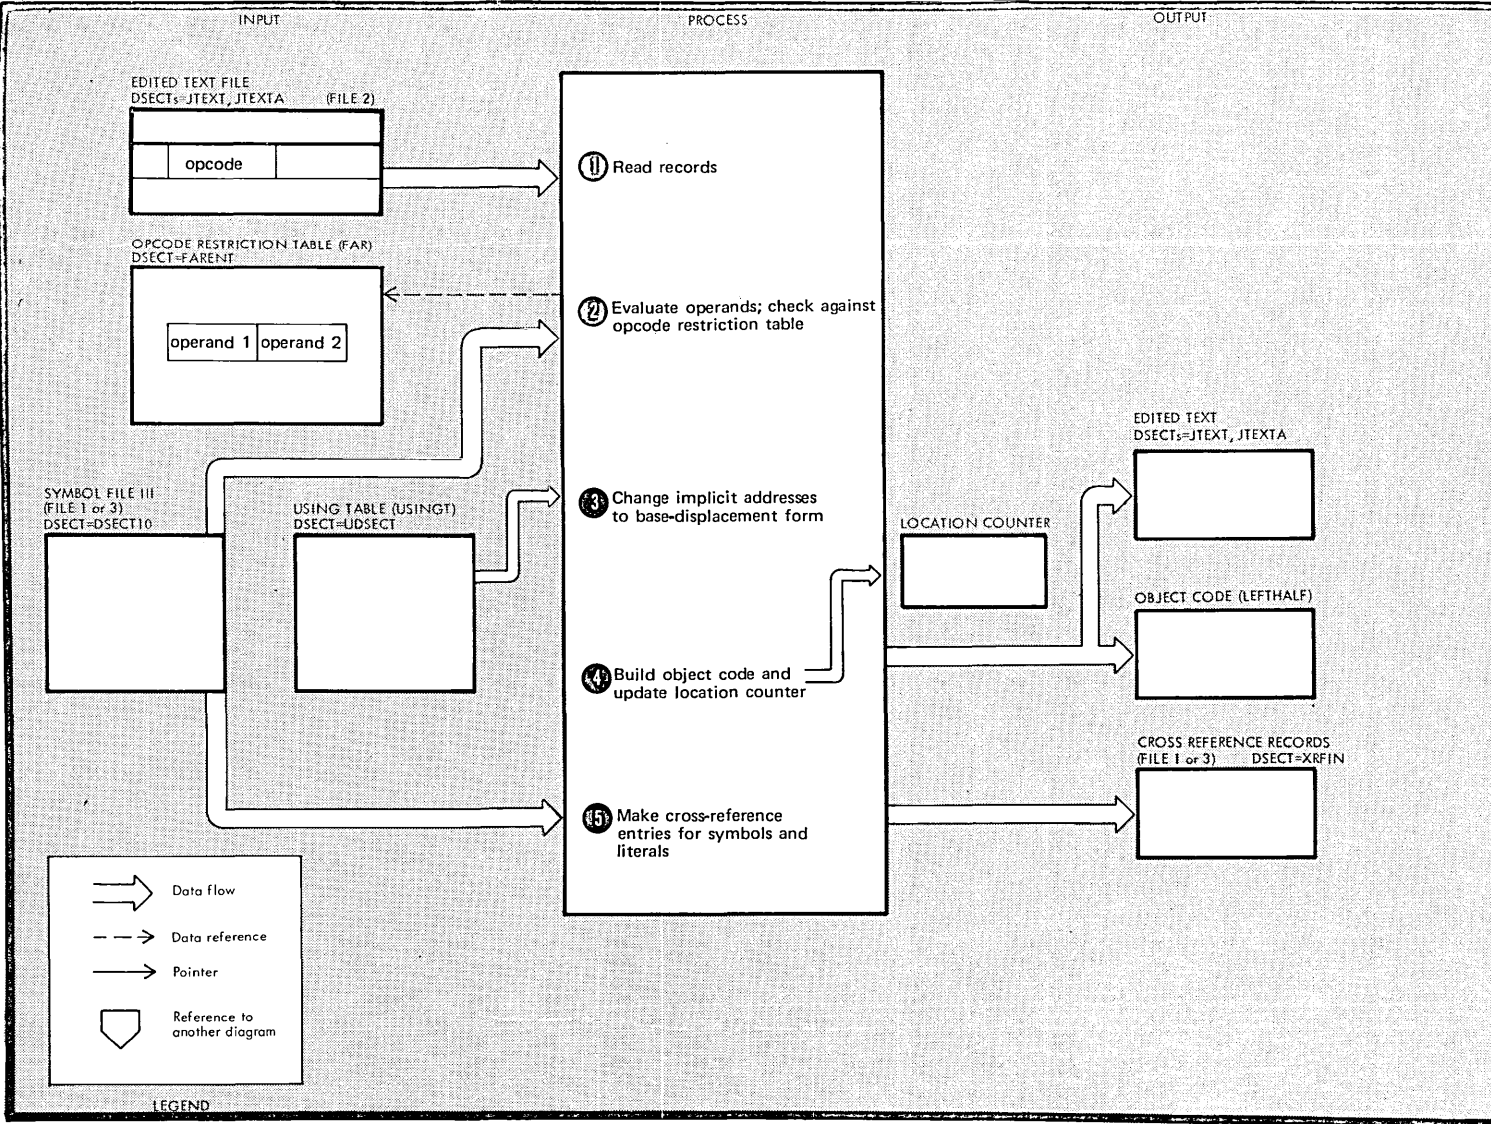 INPUT
PROCESS
OUTPUT
EDITED TEXT FILE
DSECTs=JTEXT, JTEXTA (FILE 2)
opcode
1 Read records
OPCODE RESTRICTION TABLE (FAR)
DSECT=FARENT
operand 1 operand 2
2 Evaluate operands; check against
opcode restriction table
SYMBOL FILE III
(FILE 1 or 3)
DSECT=DSECT10
USING TABLE (USINGT)
DSECT=UDSECT
3 Change implicit addresses
to base-displacement form
LOCATION COUNTER
EDITED TEXT
DSECTs=JTEXT, JTEXTA
OBJECT CODE (LEFTHALF)
4 Build object code and
update location counter
CROSS REFERENCE RECORDS
(FILE 1 or 3) DSECT=XRFIN
5 Make cross-reference
entries for symbols and
literals
Data flow
Data reference
Pointer
Reference to
another diagram
LEGEND